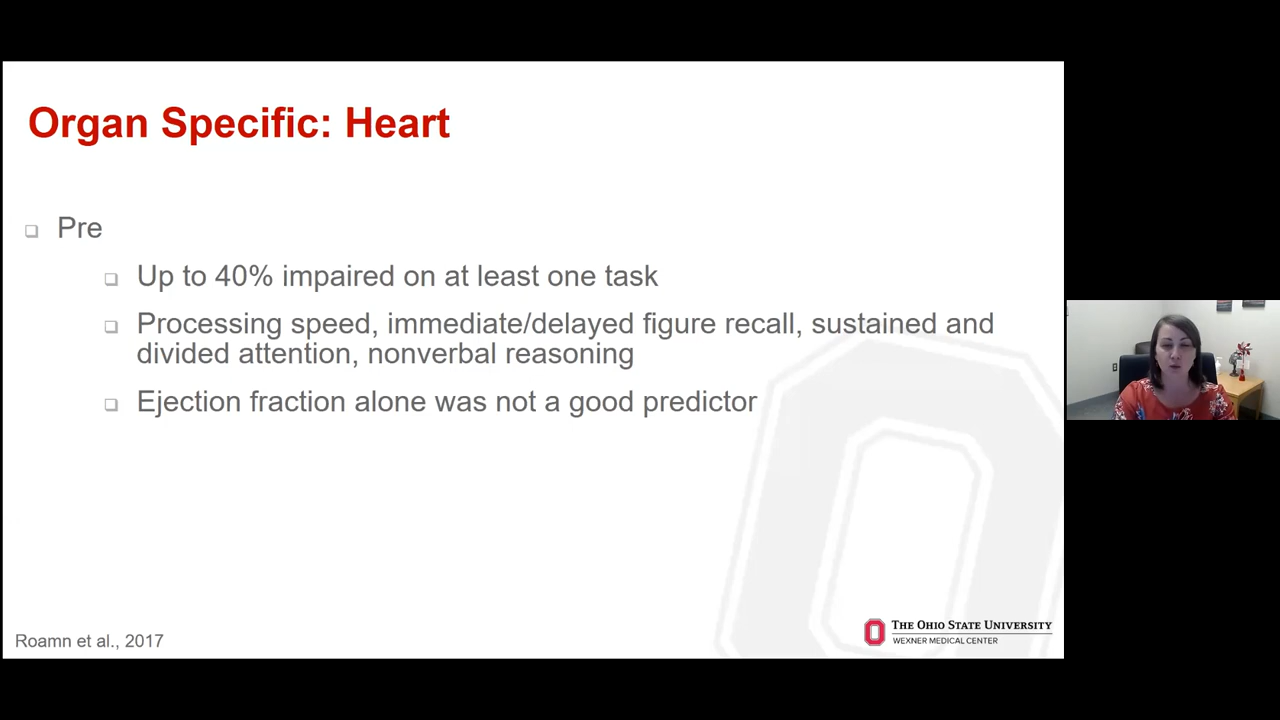 Organ Specific: Heart
Pre
Up to 40% impaired on at least one task
Processing speed, immediate/delayed figure recall, sustained and
divided attention, nonverbal reasoning
Ejection fraction alone was not a good predictor
Roamn et al., 2017
THE OHIO STATE UNIVERSITY
WEXNER MEDICAL CENTER